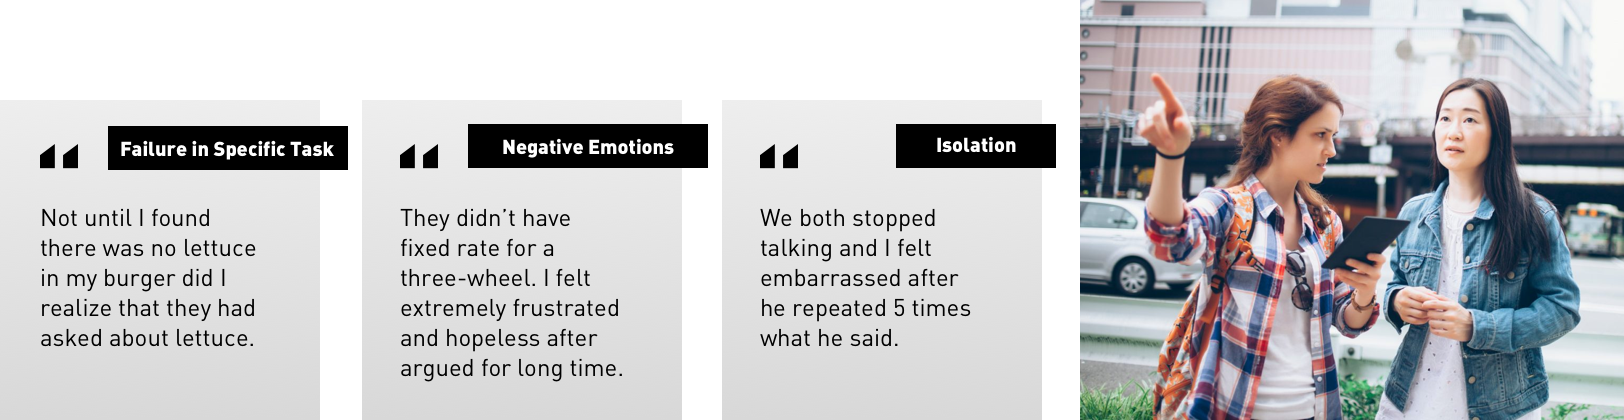 Failure in Specific Task
Not until I found
there was no lettuce
in my burger did I
realize that they had
asked about lettuce.
Negative Emotions
They didn't have
fixed rate for a
three-wheel. I felt
extremely frustrated
and hopeless after
argued for long time.
Isolation
We both stopped
talking and I felt
embarrassed after
he repeated 5 times
what he said.